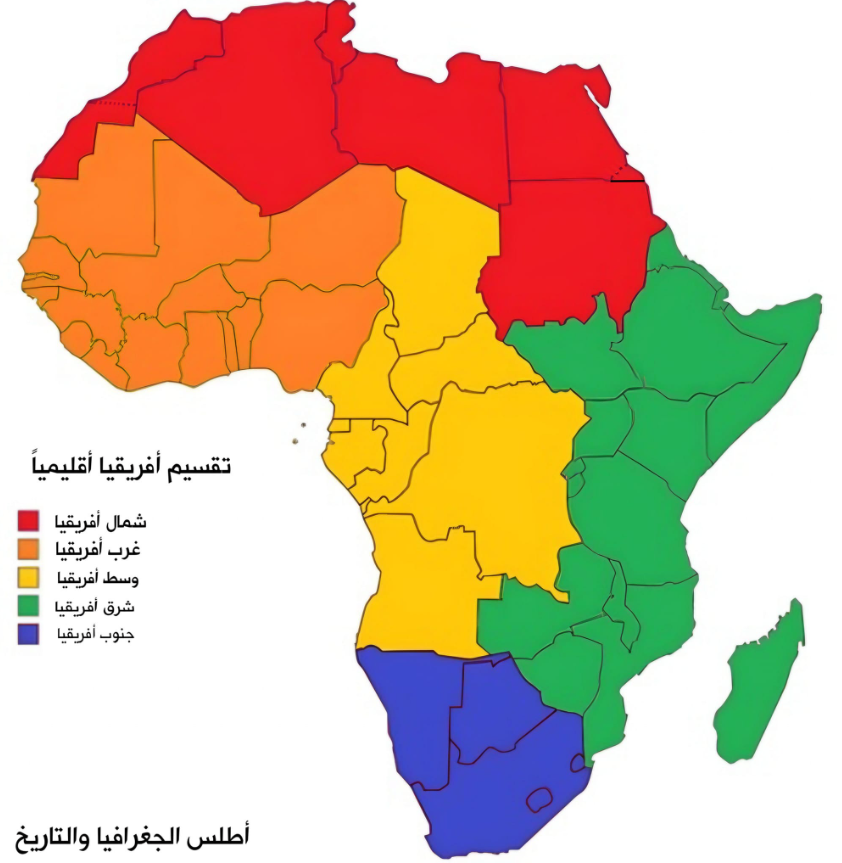 تقسيم أفريقيا أقليمياً
شمال أفريقيا
غرب أفريقيا
وسط أفريقيا
شرق أفريقيا
جنوب أفريقيا
أطلس الجغرافيا والتاريخ